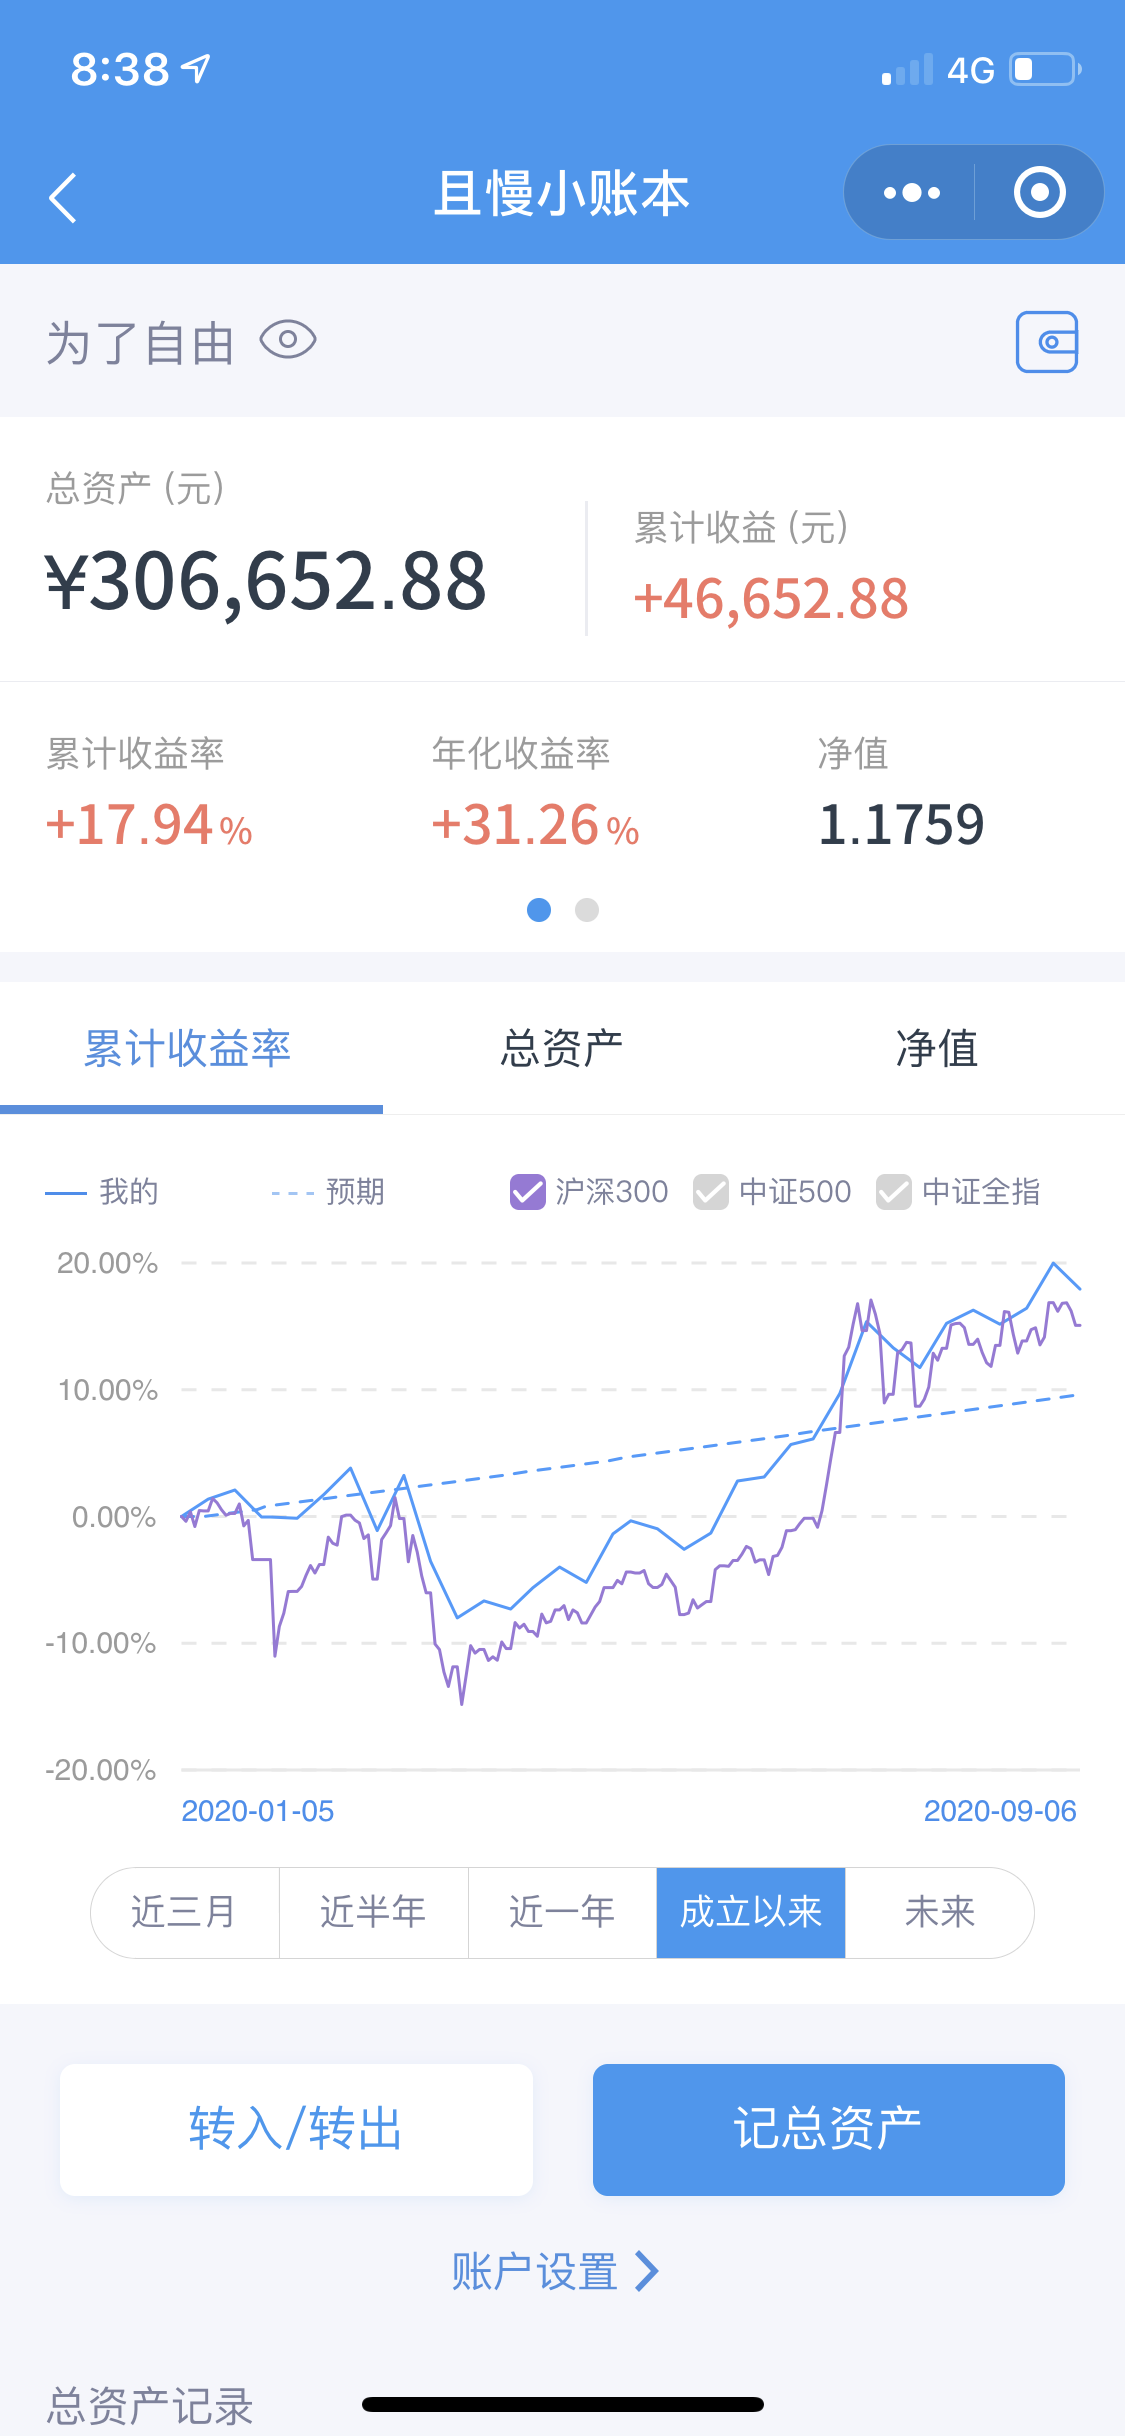 8:38
4G
且慢小账本
为了自由
总资产 (元)
¥306,652.88
累计收益 (元)
+46,652.88
累计收益率
年化收益率
净值
+17.94 %
+31.26 %
1.1759
累计收益率
总资产
净值
我的
预期
沪深300
中证500
中证全指
20.00%
10.00%
0.00%
-10.00%
-20.00%
2020-01-05
2020-09-06
近三月
近半年
近一年
成立以来
未来
转入/转出
记总资产
账户设置
总资产记录